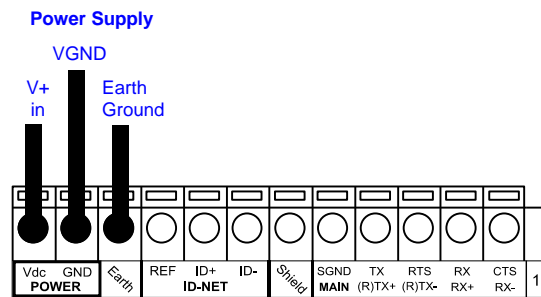 Power Supply
VGND
V+ in
Earth Ground
Vdc GND Earth REF ID+ ID- Shield SGND TX RTS RX CTS
POWER ID-NET MAIN (R)TX+ (R)TX- RX+ RX-
1